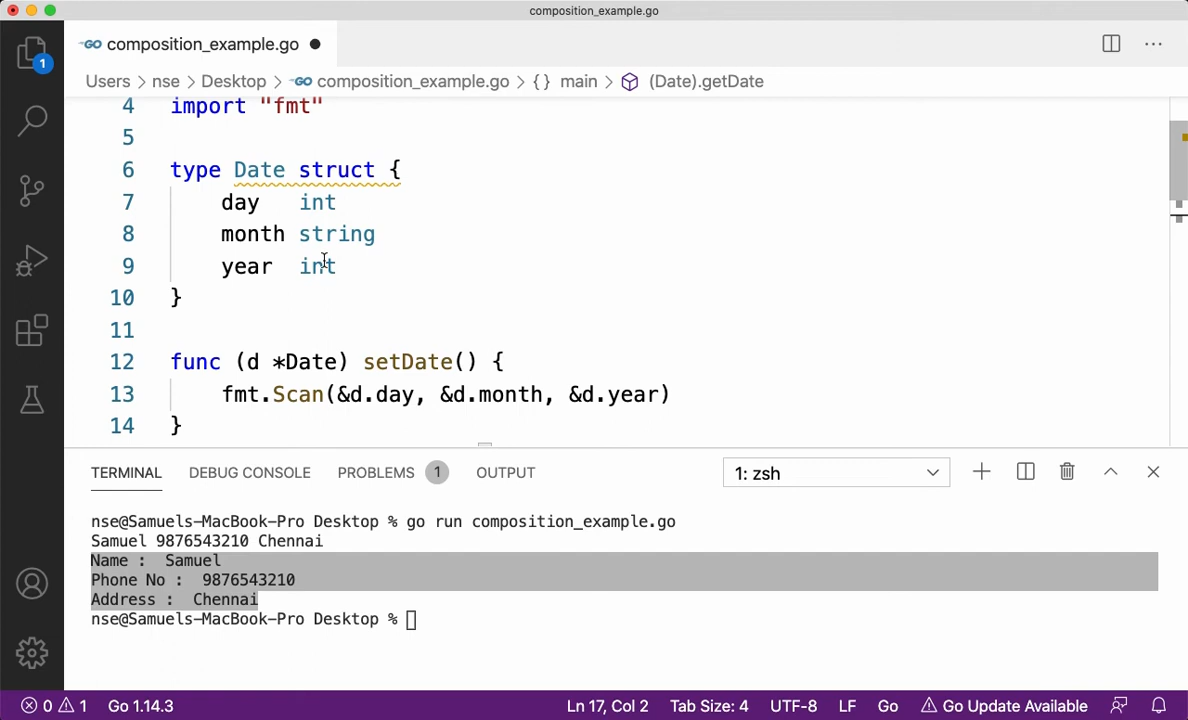 composition_example.go
GO composition_example.go
Users > nse > Desktop > GO composition_example.go > {} main > (Date).getDate
1
4 import "fmt"
5
6 type Date struct {
7 day int
8 month string
9 year int
10 }
11
12 func (d *Date) setDate() {
13 fmt.Scan(&d.day, &d.month, &d.year)
14 }
TERMINAL DEBUG CONSOLE PROBLEMS 1 OUTPUT 1: zsh
nse@Samuels-MacBook-Pro Desktop % go run composition_example.go
Samuel 9876543210 Chennai
Name :  Samuel
Phone No :  9876543210
Address :  Chennai
nse@Samuels-MacBook-Pro Desktop %
0 1 Go 1.14.3 Ln 17, Col 2 Tab Size: 4 UTF-8 LF Go Go Update Available